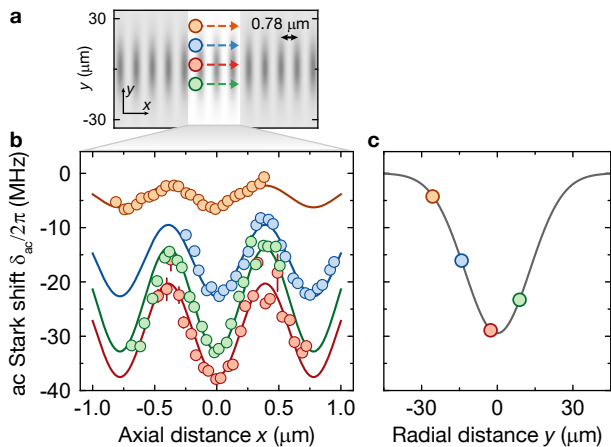 a
30
y (μm)
-30
0.78 μm
y
x
b
c
ac Stark shift δac/2π (MHz)
0
-10
-20
-30
-40
-1.0
-0.5
0.0
0.5
1.0
Axial distance x (μm)
-30
0
30
Radial distance y (μm)